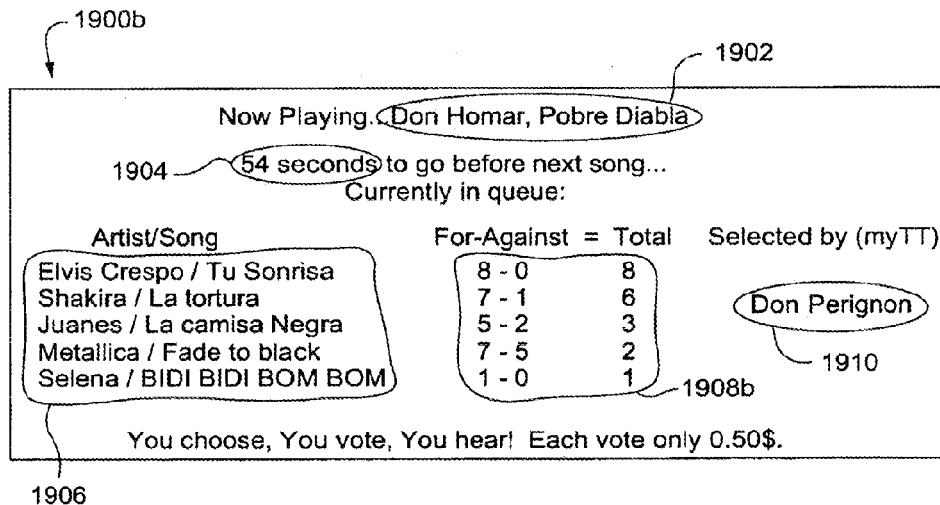 1900b
1902
Now Playing...Don Homar, Pobre Diabla
1904 54 seconds to go before next song...
Currently in queue:
Artist/Song For-Against = Total Selected by (myTT)
Elvis Crespo / Tu Sonrisa 8 - 0 8
Shakira / La tortura 7 - 1 6
Don Perignon
Juanes / La camisa Negra 5 - 2 3
Metallica / Fade to black 7 - 5 2 1910
Selena / BIDI BIDI BOM BOM 1 - 0 1 1908b
You choose, You vote, You hear! Each vote only 0.50$.
1906